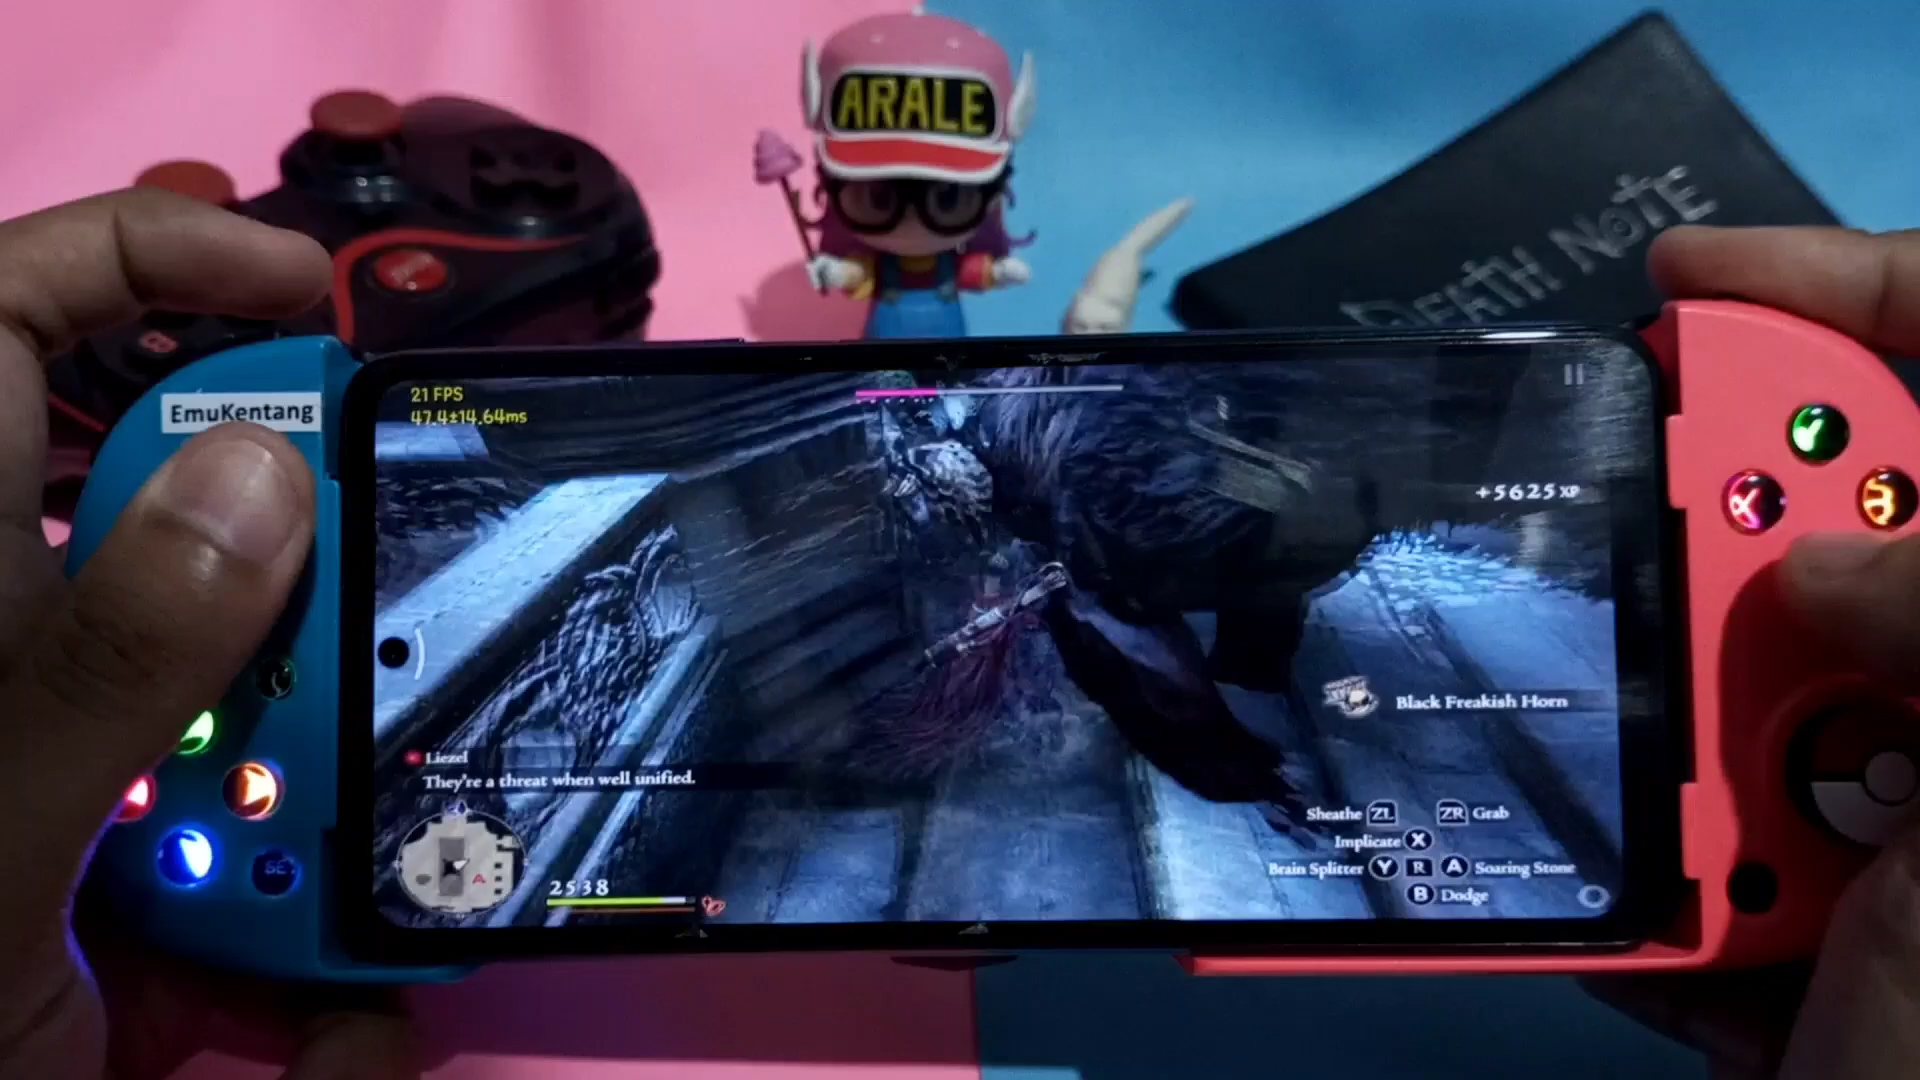 ARALE
DEATH NOTE
EmuKentang
21 FPS
47.4±14.64ms
+5625 XP
Black Freakish Horn
Liezel
They're a threat when well unified.
Sheathe ZL ZR Grab
Implicate X
Brain Splitter Y R A Soaring Stone
B Dodge
2538
A